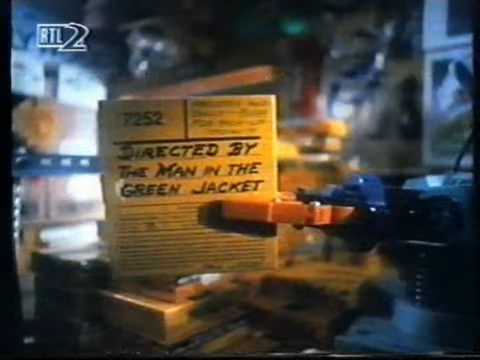 RTL2
7252
DIRECTED BY
THE MAN IN THE
GREEN JACKET